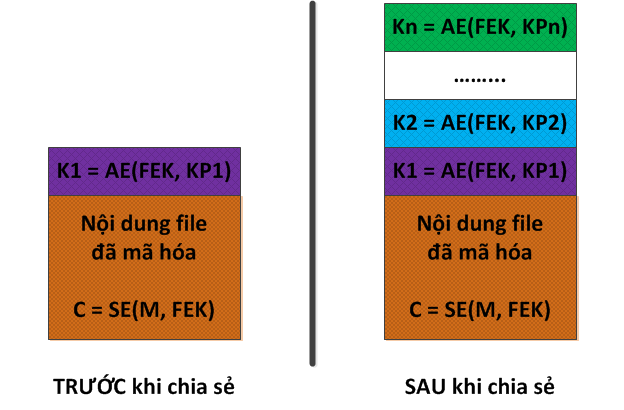 K1 = AE(FEK, KP1)
Nội dung file
đã mã hóa
C = SE(M, FEK)
TRƯỚC khi chia sẻ
Kn = AE(FEK, KPn)
………
K2 = AE(FEK, KP2)
K1 = AE(FEK, KP1)
Nội dung file
đã mã hóa
C = SE(M, FEK)
SAU khi chia sẻ